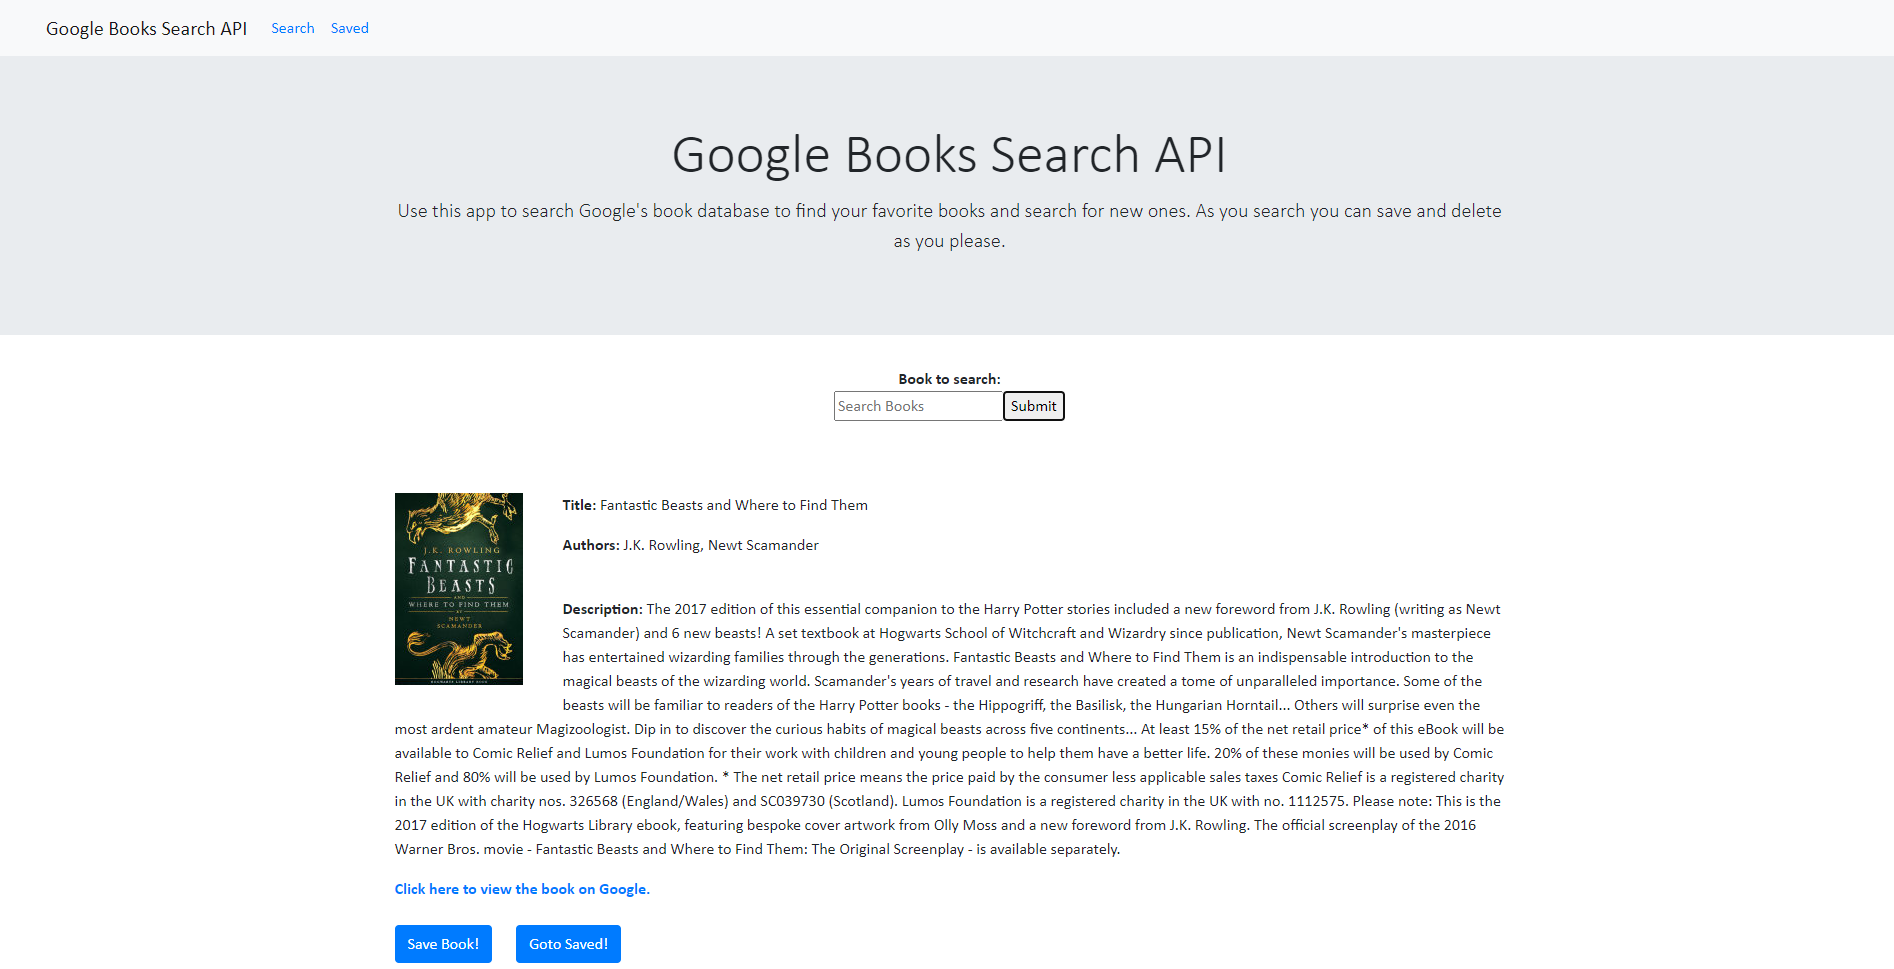 Google Books Search API Search Saved
Google Books Search API
Use this app to search Google's book database to find your favorite books and search for new ones. As you search you can save and delete
as you please.
Book to search:
Search Books Submit
J.K. ROWLING
FANTASTIC
BEASTS
AND
WHERE TO FIND THEM
BY
NEWT
SCAMANDER
HOGWARTS LIBRARY BOOK
Title: Fantastic Beasts and Where to Find Them
Authors: J.K. Rowling, Newt Scamander
Description: The 2017 edition of this essential companion to the Harry Potter stories included a new foreword from J.K. Rowling (writing as Newt
Scamander) and 6 new beasts! A set textbook at Hogwarts School of Witchcraft and Wizardry since publication, Newt Scamander's masterpiece
has entertained wizarding families through the generations. Fantastic Beasts and Where to Find Them is an indispensable introduction to the
magical beasts of the wizarding world. Scamander's years of travel and research have created a tome of unparalleled importance. Some of the
beasts will be familiar to readers of the Harry Potter books - the Hippogriff, the Basilisk, the Hungarian Horntail... Others will surprise even the
most ardent amateur Magizoologist. Dip in to discover the curious habits of magical beasts across five continents... At least 15% of the net retail price* of this eBook will be
available to Comic Relief and Lumos Foundation for their work with children and young people to help them have a better life. 20% of these monies will be used by Comic
Relief and 80% will be used by Lumos Foundation. * The net retail price means the price paid by the consumer less applicable sales taxes Comic Relief is a registered charity
in the UK with charity nos. 326568 (England/Wales) and SC039730 (Scotland). Lumos Foundation is a registered charity in the UK with no. 1112575. Please note: This is the
2017 edition of the Hogwarts Library ebook, featuring bespoke cover artwork from Olly Moss and a new foreword from J.K. Rowling. The official screenplay of the 2016
Warner Bros. movie - Fantastic Beasts and Where to Find Them: The Original Screenplay - is available separately.
Click here to view the book on Google.
Save Book! Goto Saved!